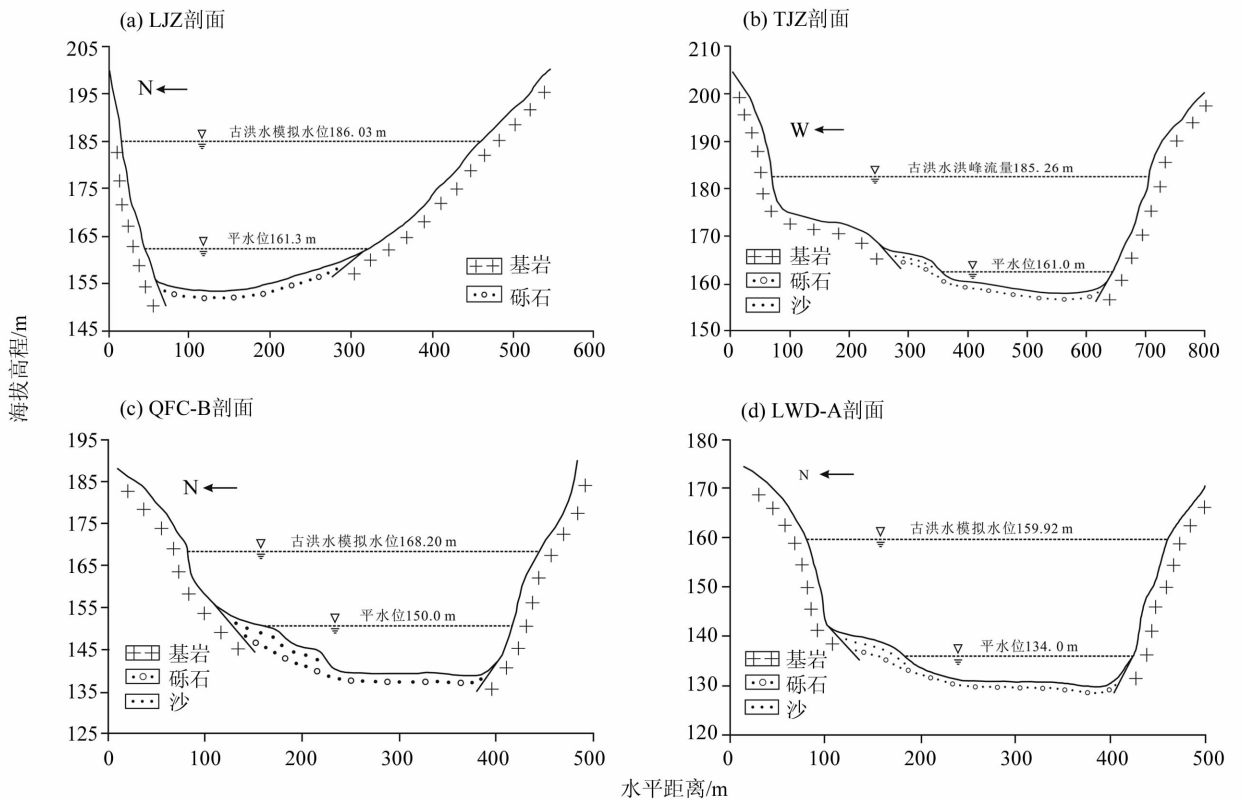 (a) LJZ剖面
205
195
185
175
165
155
145
N
古洪水模拟水位186.03 m
平水位161.3 m
基岩
砾石
0 100 200 300 400 500 600
(b) TJZ剖面
210
200
190
180
170
160
150
W
古洪水洪峰流量185.26 m
平水位161.0 m
基岩
砾石
沙
0 100 200 300 400 500 600 700 800
海拔高程/m
(c) QFC-B剖面
195
185
175
165
155
145
135
125
N
古洪水模拟水位168.20 m
平水位150.0 m
基岩
砾石
沙
0 100 200 300 400 500
(d) LWD-A剖面
180
170
160
150
140
130
120
N
古洪水模拟水位159.92 m
平水位134.0 m
基岩
砾石
沙
0 100 200 300 400 500
水平距离/m